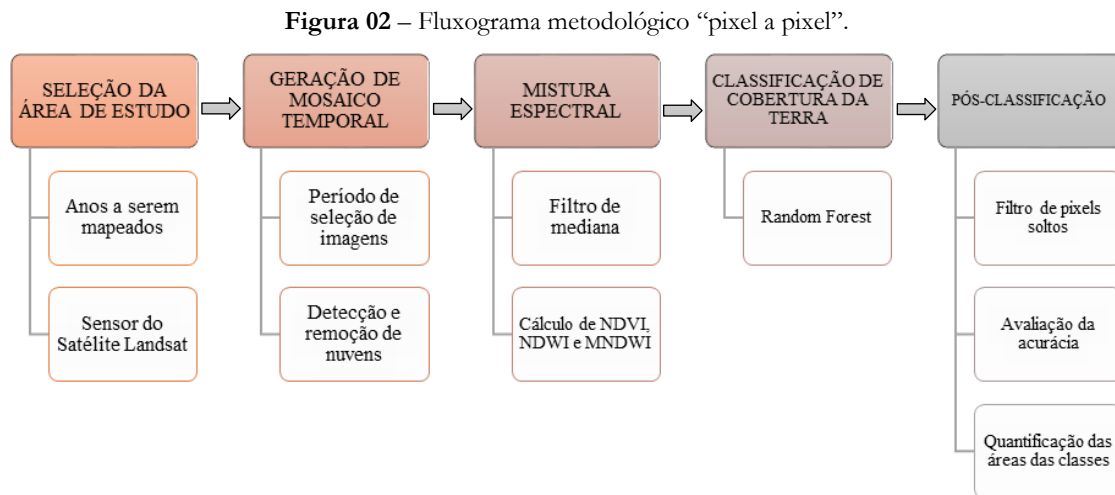 Figura 02 – Fluxograma metodológico “pixel a pixel”.
SELEÇÃO DA
ÁREA DE ESTUDO
Anos a serem
mapeados
Sensor do
Satélite Landsat
GERAÇÃO DE
MOSAICO
TEMPORAL
Período de
seleção de
imagens
Detecção e
remoção de
nuvens
MISTURA
ESPECTRAL
Filtro de
mediana
Cálculo de NDVI,
NDWI e MNDWI
CLASSIFICAÇÃO DE
COBERTURA DA
TERRA
Random Forest
PÓS-CLASSIFICAÇÃO
Filtro de pixels
soltos
Avaliação da
acurácia
Quantificação das
áreas das classes